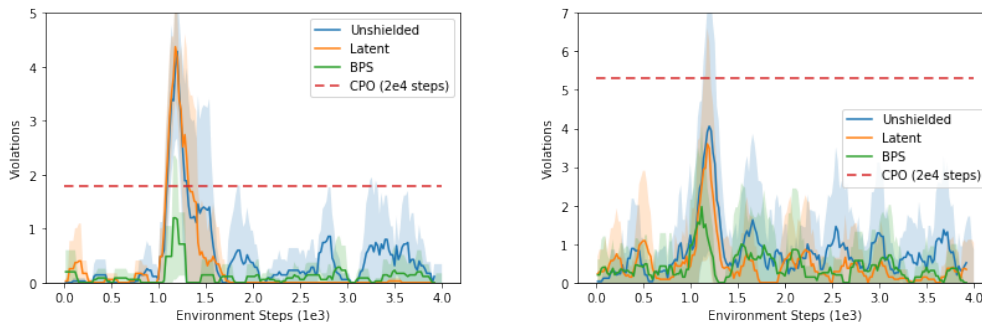 5
4
3
2
1
0
Violations
0.0 0.5 1.0 1.5 2.0 2.5 3.0 3.5 4.0
Environment Steps (1e3)
Unshielded
Latent
BPS
CPO (2e4 steps)
7
6
5
4
3
2
1
0
Violations
0.0 0.5 1.0 1.5 2.0 2.5 3.0 3.5 4.0
Environment Steps (1e3)
Unshielded
Latent
BPS
CPO (2e4 steps)